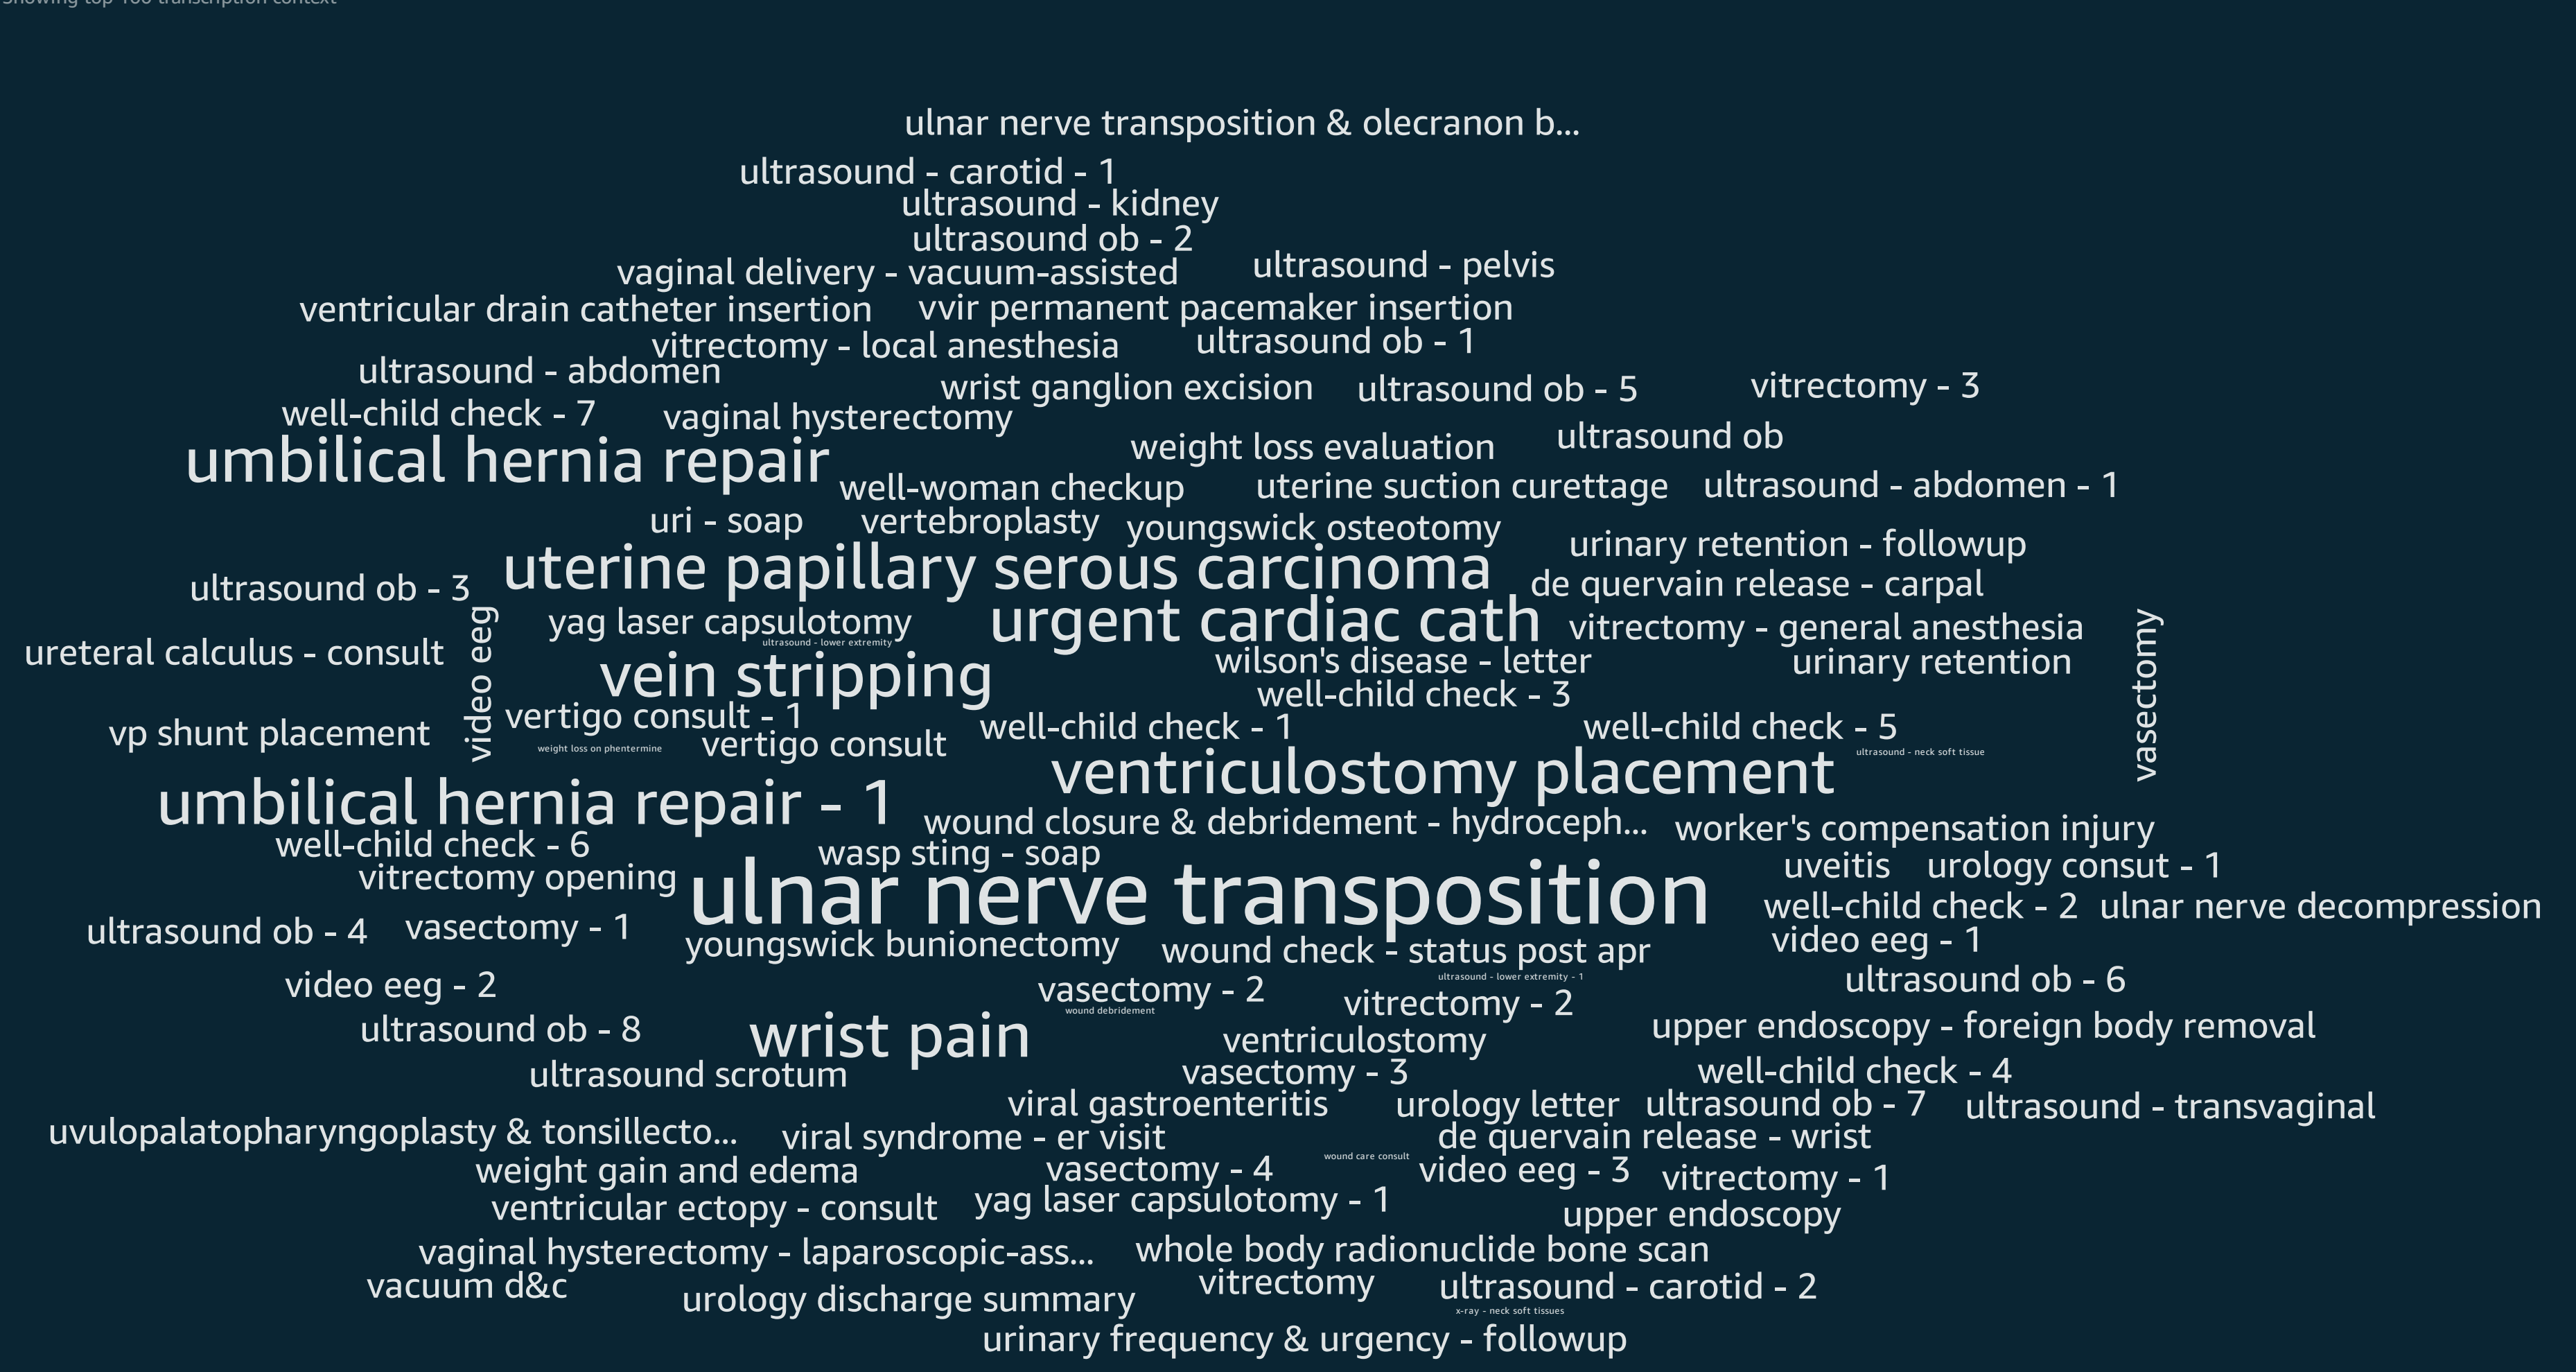 Showing top 100 transcription context
ulnar nerve transposition & olecranon b...
ultrasound - carotid - 1
ultrasound - kidney
ultrasound ob - 2
vaginal delivery - vacuum-assisted
ultrasound - pelvis
ventricular drain catheter insertion
vvir permanent pacemaker insertion
vitrectomy - local anesthesia
ultrasound ob - 1
ultrasound - abdomen
wrist ganglion excision
ultrasound ob - 5
vitrectomy - 3
well-child check - 7
vaginal hysterectomy
umbilical hernia repair
weight loss evaluation
ultrasound ob
well-woman checkup
uterine suction curettage
ultrasound - abdomen - 1
uri - soap
vertebroplasty
youngswick osteotomy
uterine papillary serous carcinoma
urinary retention - followup
ultrasound ob - 3
de quervain release - carpal
video eeg
yag laser capsulotomy
urgent cardiac cath
vitrectomy - general anesthesia
vasectomy
ultrasound - lower extremity
ureteral calculus - consult
vein stripping
wilson's disease - letter
urinary retention
well-child check - 3
vp shunt placement
vertigo consult - 1
well-child check - 1
well-child check - 5
weight loss on phentermine
vertigo consult
ultrasound - neck soft tissue
ventriculostomy placement
umbilical hernia repair - 1
wound closure & debridement - hydroceph...
worker's compensation injury
well-child check - 6
wasp sting - soap
uveitis
urology consut - 1
vitrectomy opening
ulnar nerve transposition
well-child check - 2
ulnar nerve decompression
ultrasound ob - 4
vasectomy - 1
youngswick bunionectomy
wound check - status post apr
video eeg - 1
ultrasound - lower extremity - 1
video eeg - 2
vasectomy - 2
vitrectomy - 2
ultrasound ob - 6
wound debridement
ultrasound ob - 8
wrist pain
ventriculostomy
upper endoscopy - foreign body removal
ultrasound scrotum
vasectomy - 3
well-child check - 4
viral gastroenteritis
urology letter
ultrasound ob - 7
ultrasound - transvaginal
uvulopalatopharyngoplasty & tonsillecto...
viral syndrome - er visit
de quervain release - wrist
wound care consult
weight gain and edema
vasectomy - 4
video eeg - 3
vitrectomy - 1
ventricular ectopy - consult
yag laser capsulotomy - 1
upper endoscopy
vaginal hysterectomy - laparoscopic-ass...
whole body radionuclide bone scan
vacuum d&c
vitrectomy
ultrasound - carotid - 2
urology discharge summary
x-ray - neck soft tissues
urinary frequency & urgency - followup